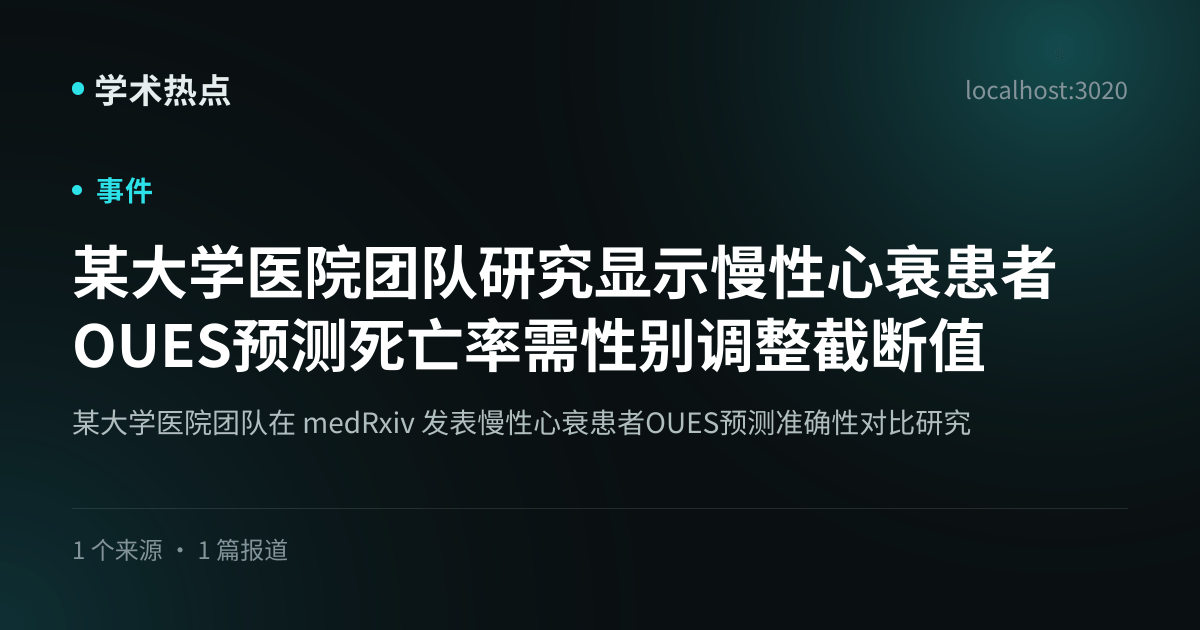 学术热点
localhost:3020
事件
某大学医院团队研究显示慢性心衰患者
OUES预测死亡率需性别调整截断值
某大学医院团队在 medRxiv 发表慢性心衰患者OUES预测准确性对比研究
1 个来源 · 1 篇报道